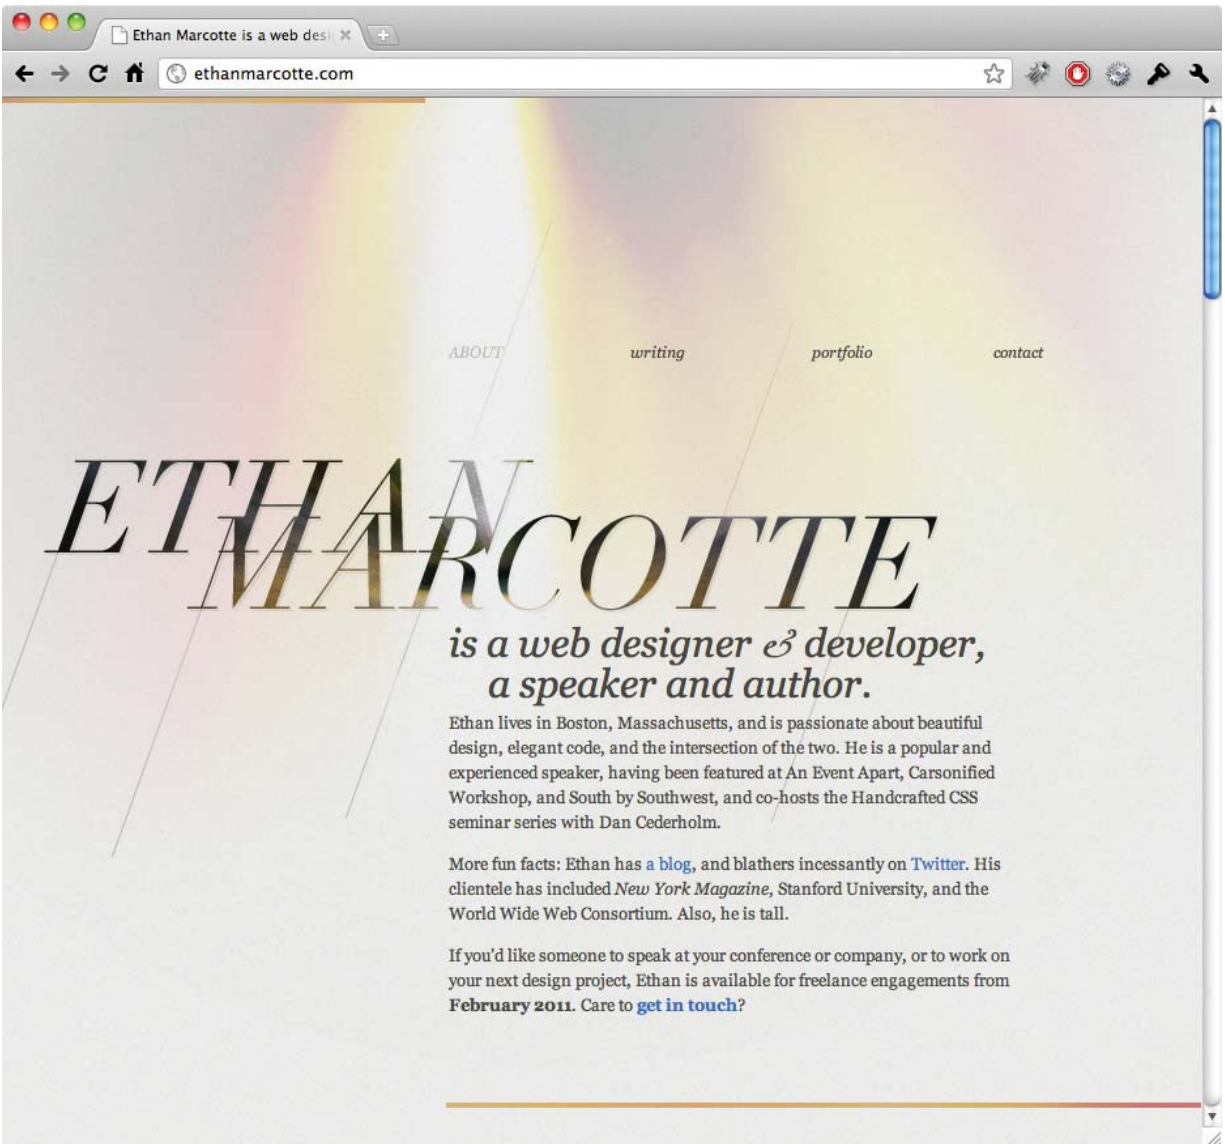 Ethan Marcotte is a web desi
ethanmarcotte.com
ABOUT writing portfolio contact
ETHAN
MARCOTTE
is a web designer & developer,
a speaker and author.
Ethan lives in Boston, Massachusetts, and is passionate about beautiful
design, elegant code, and the intersection of the two. He is a popular and
experienced speaker, having been featured at An Event Apart, Carsonified
Workshop, and South by Southwest, and co-hosts the Handcrafted CSS
seminar series with Dan Cederholm.
More fun facts: Ethan has a blog, and blathers incessantly on Twitter. His
clientele has included New York Magazine, Stanford University, and the
World Wide Web Consortium. Also, he is tall.
If you'd like someone to speak at your conference or company, or to work on
your next design project, Ethan is available for freelance engagements from
February 2011. Care to get in touch?